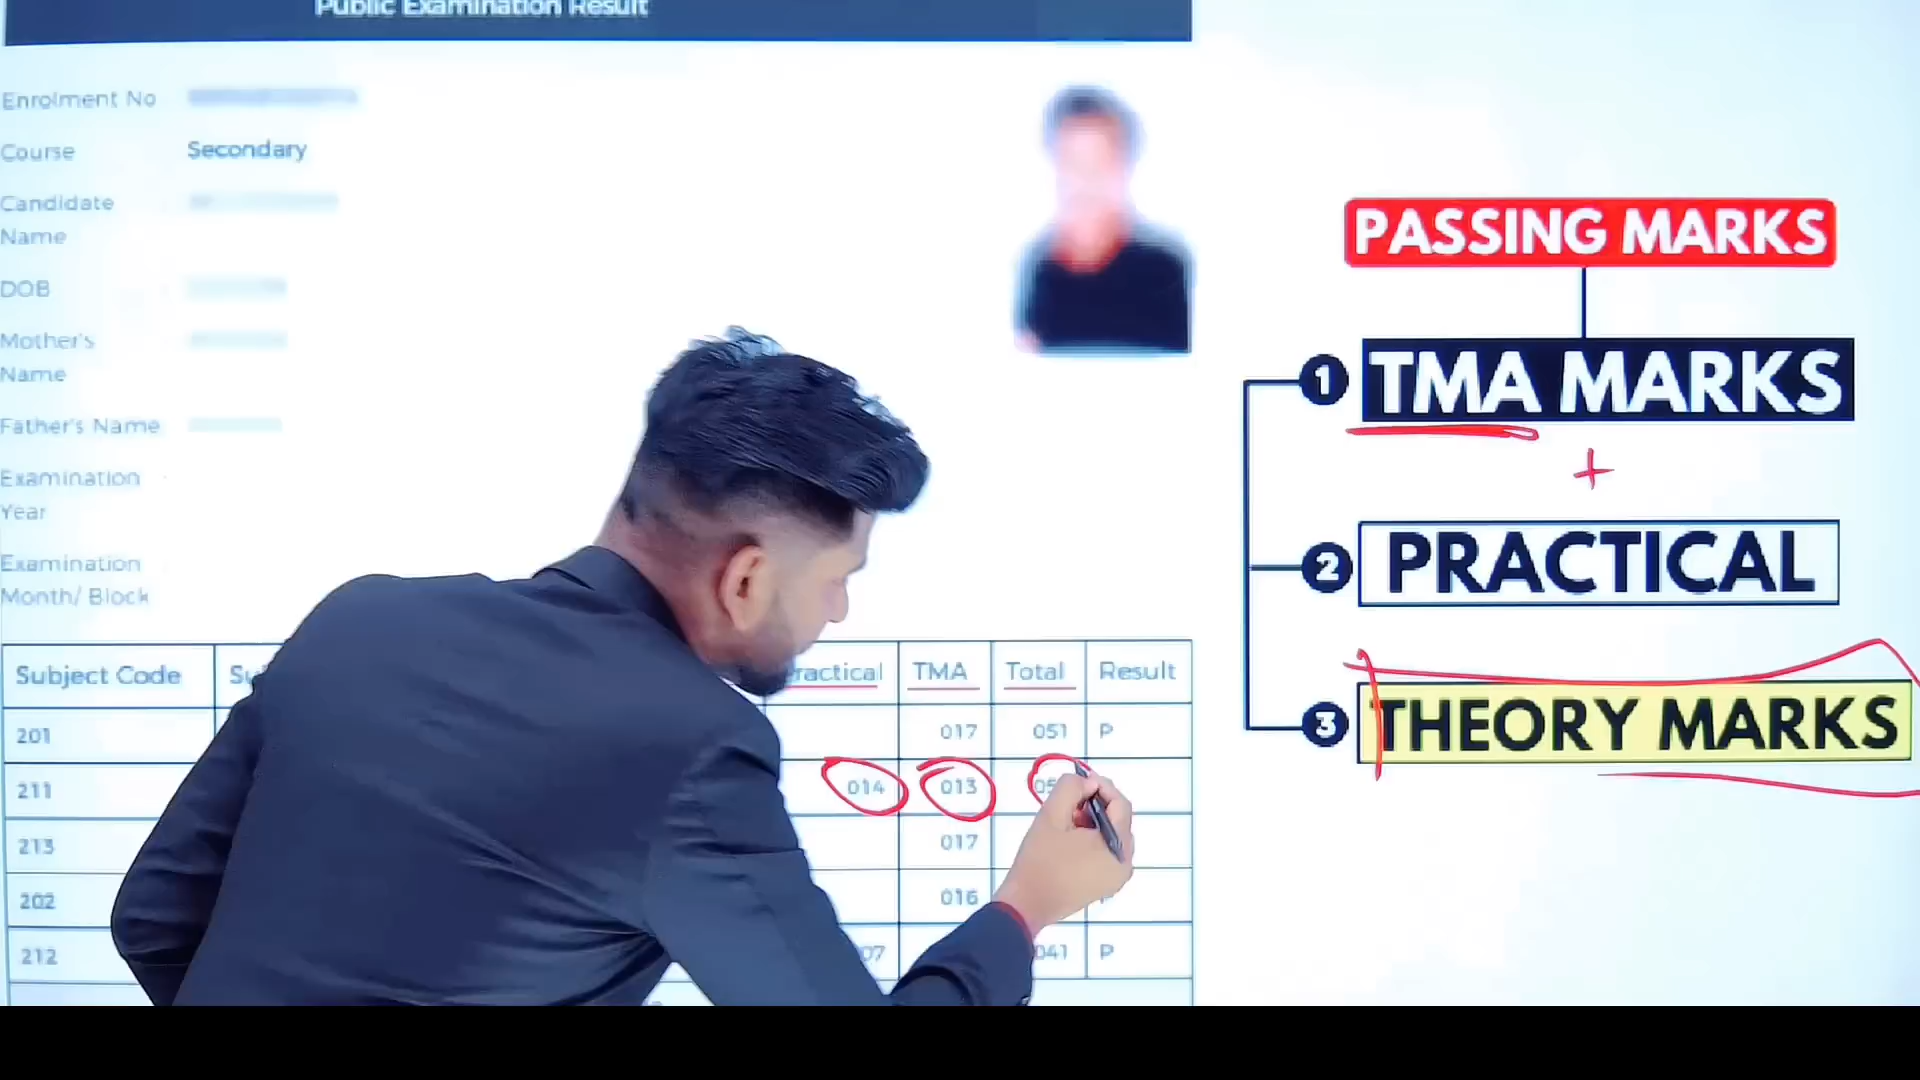 Public Examination Result
Enrolment No
Course Secondary
Candidate
Name
DOB
Mother's
Name
Father's Name
Examination
Year
Examination
Month/ Block
Subject Code Practical TMA Total Result
201 017 051 P
211 014 013
213 017
202 016
212 041 P
PASSING MARKS
1 TMA MARKS
+
2 PRACTICAL
3 THEORY MARKS